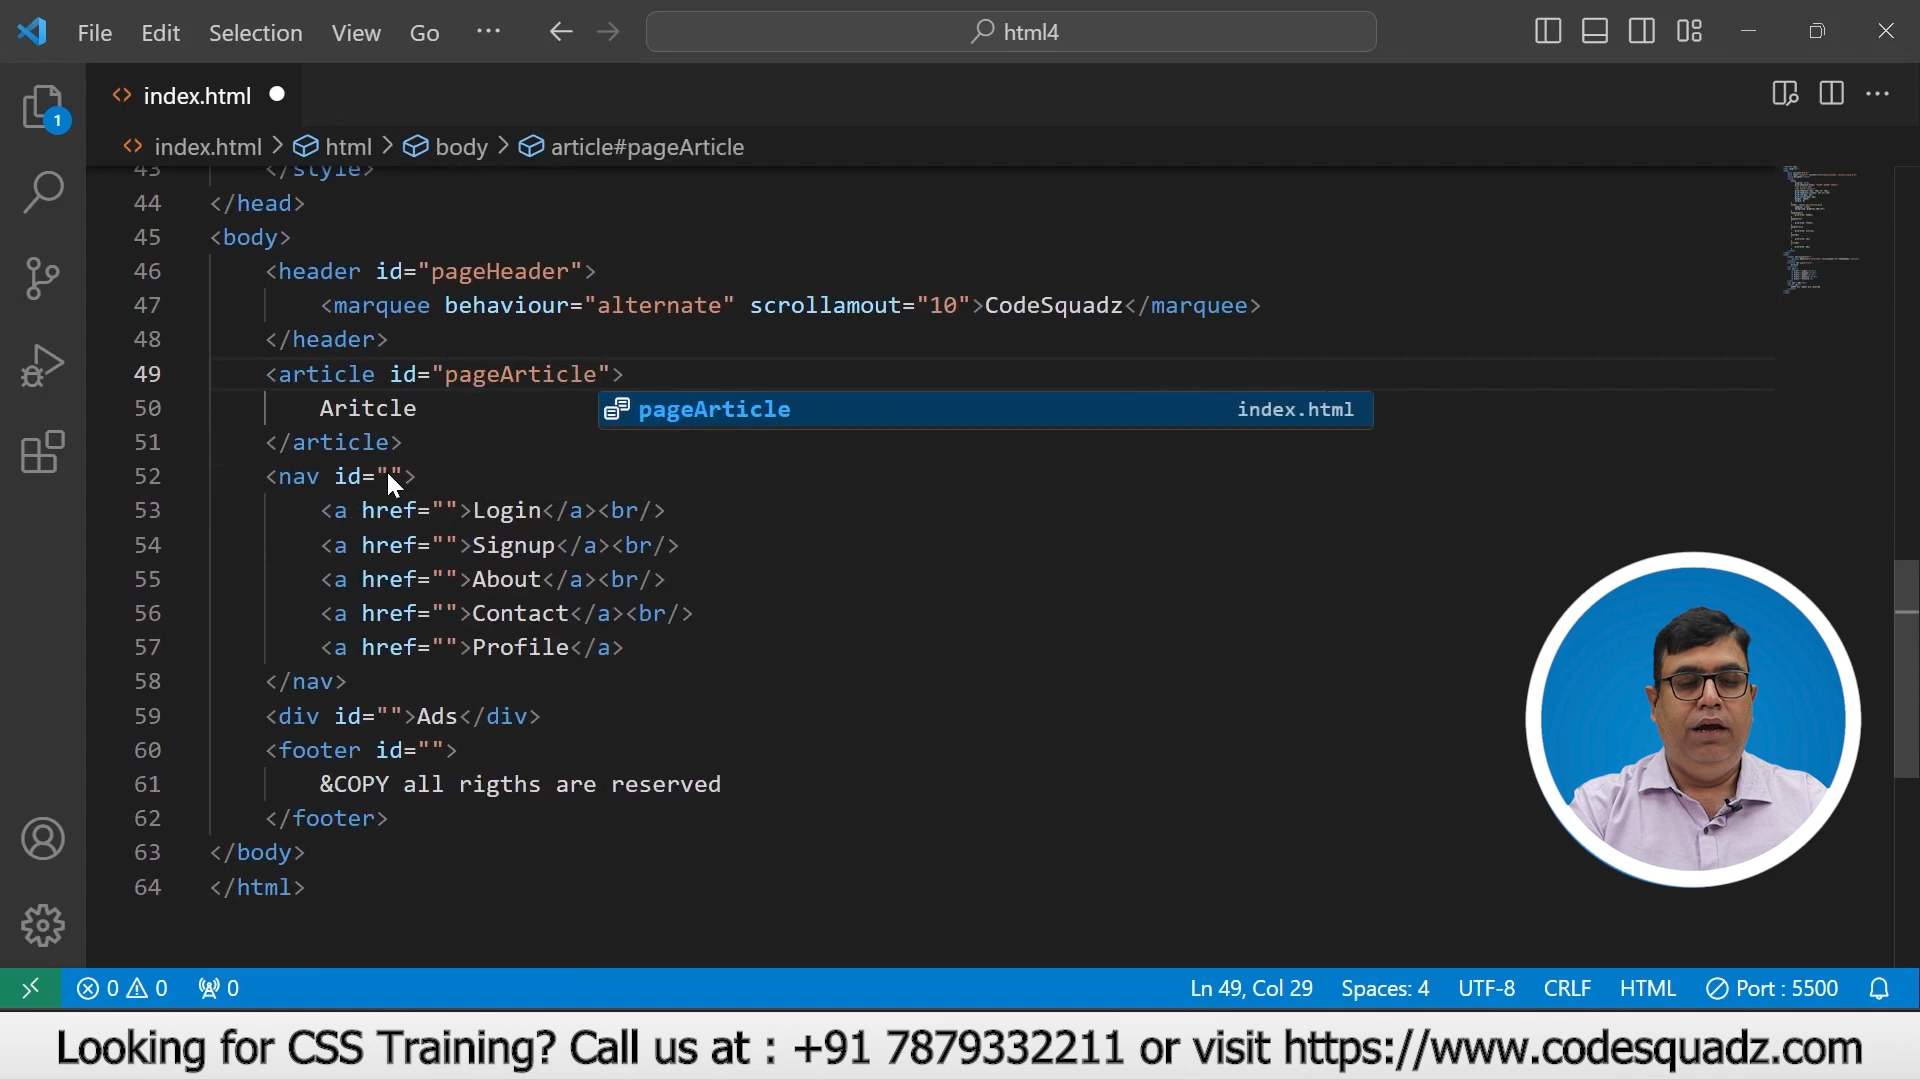 File Edit Selection View Go ··· html4
index.html
1
index.html > html > body > article#pageArticle
43 </style>
44 </head>
45 <body>
46 <header id="pageHeader">
47 <marquee behaviour="alternate" scrollamout="10">CodeSquadz</marquee>
48 </header>
49 <article id="pageArticle">
50 Aritcle
pageArticle index.html
51 </article>
52 <nav id="">
53 <a href="">Login</a><br/>
54 <a href="">Signup</a><br/>
55 <a href="">About</a><br/>
56 <a href="">Contact</a><br/>
57 <a href="">Profile</a>
58 </nav>
59 <div id="">Ads</div>
60 <footer id="">
61 &COPY all rigths are reserved
62 </footer>
63 </body>
64 </html>
0 0 0 Ln 49, Col 29 Spaces: 4 UTF-8 CRLF HTML Port : 5500
Looking for CSS Training? Call us at : +91 7879332211 or visit https://www.codesquadz.com